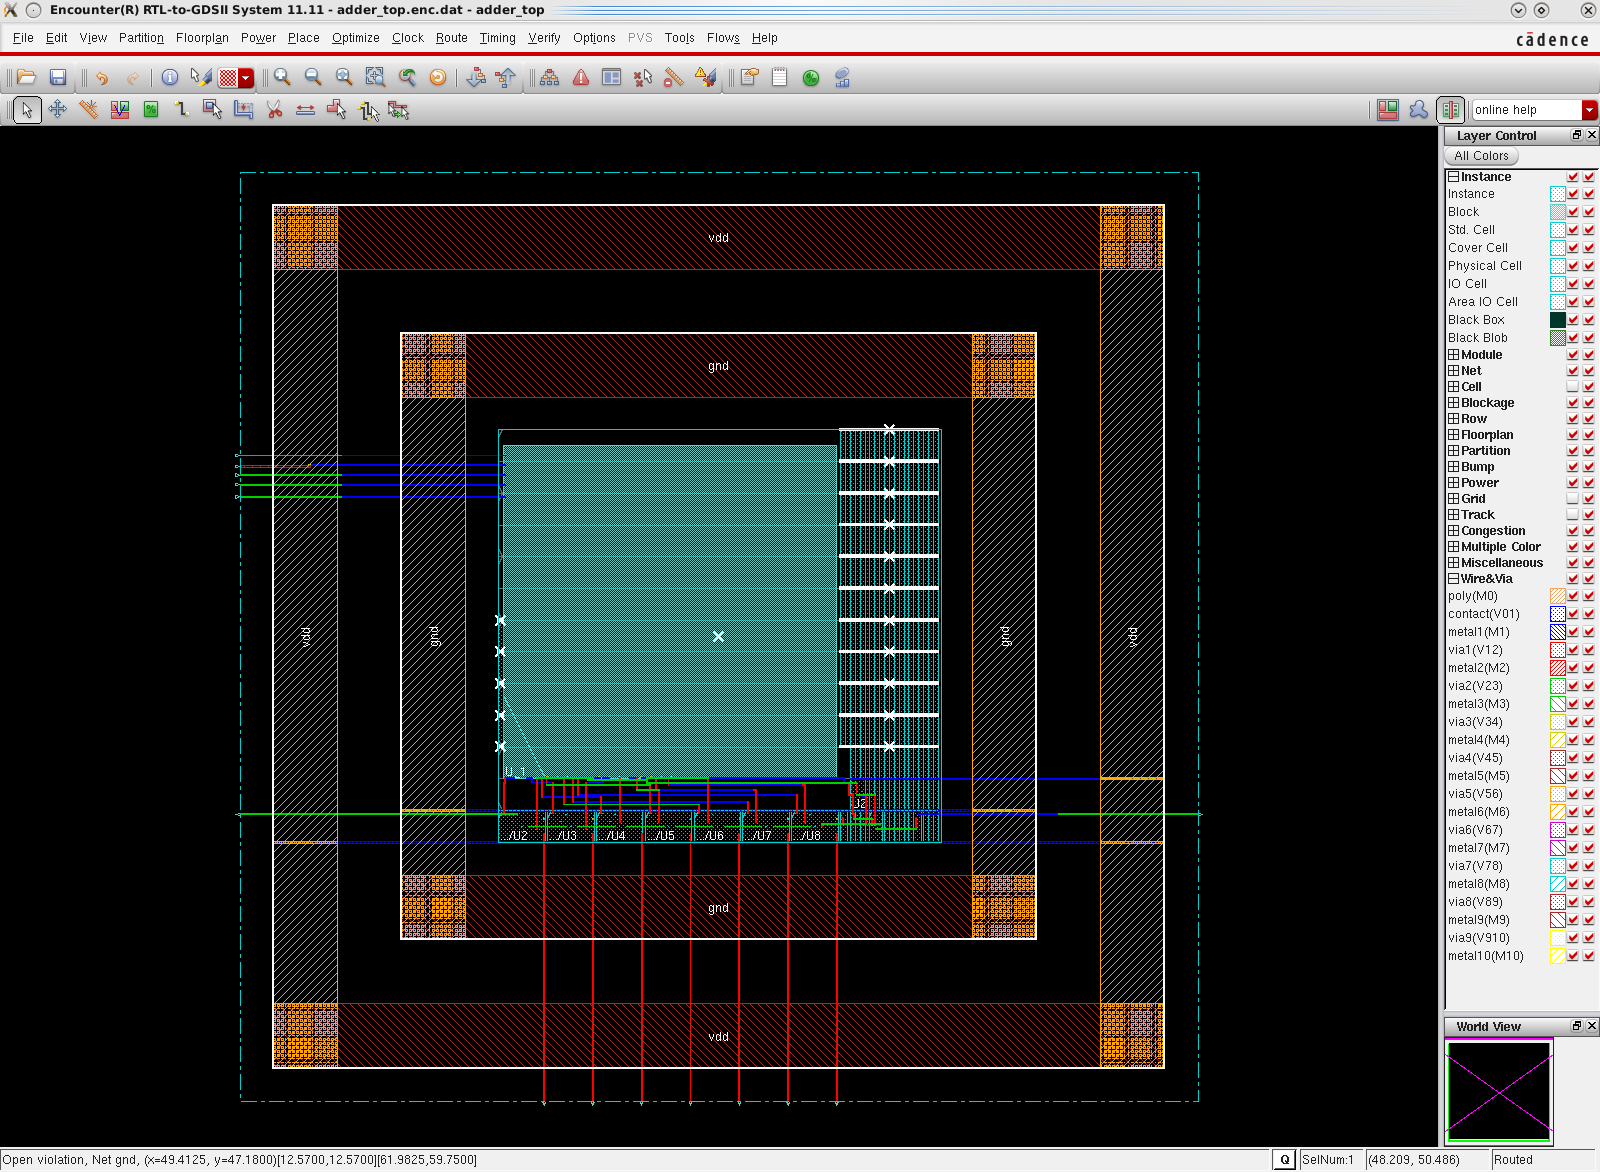 Encounter(R) RTL-to-GDSII System 11.11 - adder_top.enc.dat - adder_top
File Edit View Partition Floorplan Power Place Optimize Clock Route Timing Verify Options PVS Tools Flows Help
cādence
online help
Layer Control
All Colors
Instance
Instance
Block
Std. Cell
Cover Cell
Physical Cell
IO Cell
Area IO Cell
Black Box
Black Blob
Module
Net
Cell
Blockage
Row
Floorplan
Partition
Bump
Power
Grid
Track
Congestion
Multiple Color
Miscellaneous
Wire&Via
poly(M0)
contact(V01)
metal1(M1)
via1(V12)
metal2(M2)
via2(V23)
metal3(M3)
via3(V34)
metal4(M4)
via4(V45)
metal5(M5)
via5(V56)
metal6(M6)
via6(V67)
metal7(M7)
via7(V78)
metal8(M8)
via8(V89)
metal9(M9)
via9(V910)
metal10(M10)
World View
vdd
gnd
vdd
gnd
gnd
vdd
U_1
U2
../U2
../U3
../U4
../U5
../U6
../U7
../U8
gnd
vdd
Open violation, Net gnd, (x=49.4125, y=47.1800)[12.5700,12.5700][61.9825,59.7500]
Q
SelNum:1
(48.209, 50.486)
Routed